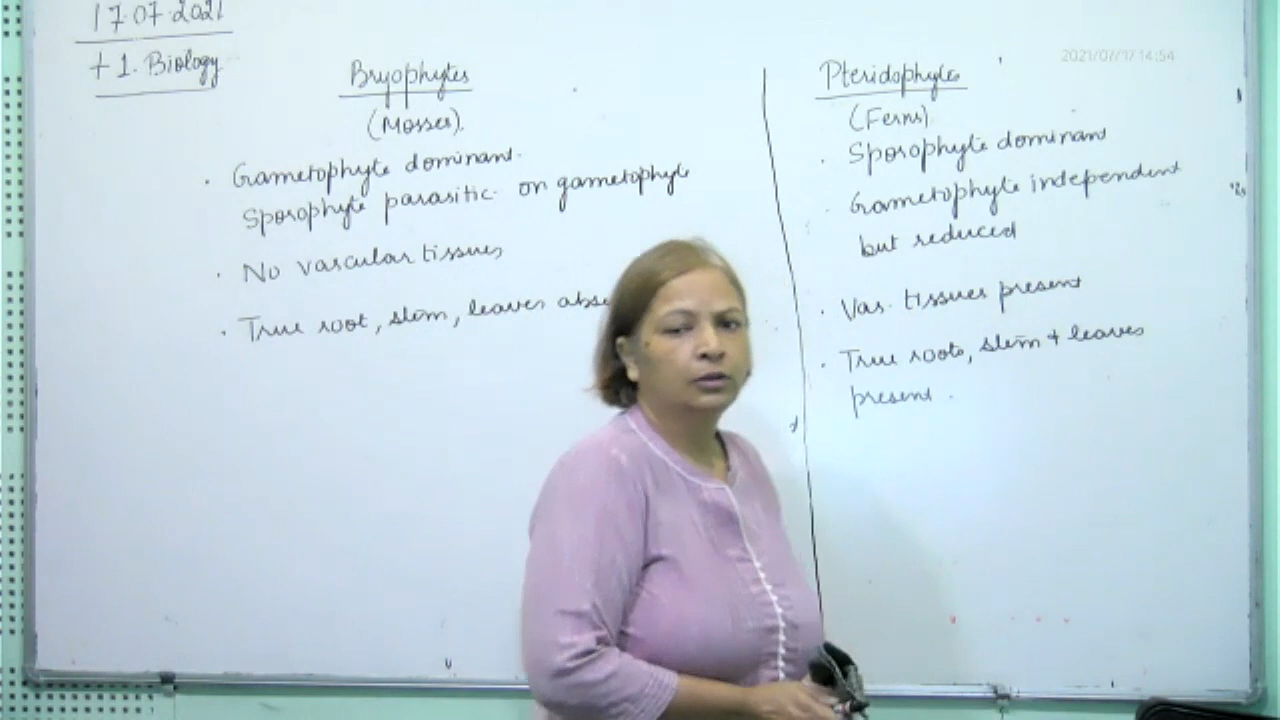 17.07.2021
+1. Biology
2021/07/17 14:54
Bryophytes
(Mosses).
· Gametophyte dominant.
Sporophyte parasitic on gametophyte
· No vascular tissues
· True root, stem, leaves
Pteridophytes
(Ferns)
· Sporophyte dominant
· Gametophyte independent
but reduced
· Vas. tissues present
· True roots, stem + leaves
present.